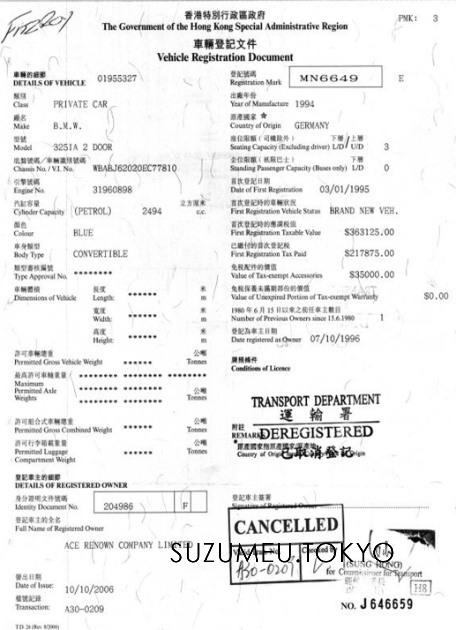 香港特別行政區政府
PMK: 3
The Government of the Hong Kong Special Administrative Region
車輛登記文件
Vehicle Registration Document
車輛的細節
DETAILS OF VEHICLE 01955327
登記號碼
Registration Mark MN6649 E
類別
Class PRIVATE CAR
出廠年份
Year of Manufacture 1994
廠名
Make B.M.W.
原產國家 *
Country of Origin GERMANY
型號
Model 325IA 2 DOOR
座位限額（司機除外） 下層/上層
Seating Capacity (Excluding driver) L/D/U/D 3
底盤號碼／車輛識別號碼
Chassis No. / V.I. No. WBABJ62020EC77810
企位限額（祇限巴士） 下層
Standing Passenger Capacity (Buses only) L/D 0
引擎號碼
Engine No. 31960898
首次登記日期
Date of First Registration 03/01/1995
汽缸容量 立方厘米
Cylinder Capacity (PETROL) 2494 c.c.
首次登記時的車輛狀況
First Registration Vehicle Status BRAND NEW VEH.
顏色
Colour BLUE
首次登記時的應課稅值
First Registration Taxable Value $363125.00
車身類型
Body Type CONVERTIBLE
已繳付的首次登記稅
First Registration Tax Paid $217875.00
類型審核編號
Type Approval No. ********
免稅配件的價值
Value of Tax-exempt Accessories $35000.00
車輛體積 長度 米
Dimensions of Vehicle Length: ****** m
免稅保養未滿期部份的價值
Value of Unexpired Portion of Tax-exempt Warranty $0.00
寬度 米
Width: ****** m
1980 年 6 月 15 日以來之前任車主數目
Number of Previous Owners since 15.6.1980 1
高度 米
Height: ****** m
登記為車主日期
Date registered as Owner 07/10/1996
許可車輛總重 公噸
Permitted Gross Vehicle Weight ****** Tonnes
Conditions of Licence
最高許可車軸重量 公噸
Maximum
Permitted Axle Tonnes
Weights
TRANSPORT DEPARTMENT
運輸署
DEREGISTERED
已取消登記
許可組合式車輛總重 公噸
Permitted Gross Combined Weight ****** Tonnes
附註
REMARK
許可行李箱載重量 公噸
Permitted Luggage ****** Tonnes
Compartment Weight
登記車主的細節
DETAILS OF REGISTERED OWNER
身分證明文件號碼
Identity Document No. 204986 F
登記車主簽署
Signature of Registered Owner
登記車主的全名
Full Name of Registered Owner
ACE RENOWN COMPANY LIMITED
CANCELLED
SUZUMEU.TOKYO
A30-0207
(TSUNG HONG)
for Commissioner for Transport
H8
發出日期
Date of Issue: 10/10/2006
檔號記錄
Transaction: A30-0209
NO. J646659
T.D. 26 (Rev. 8/2000)